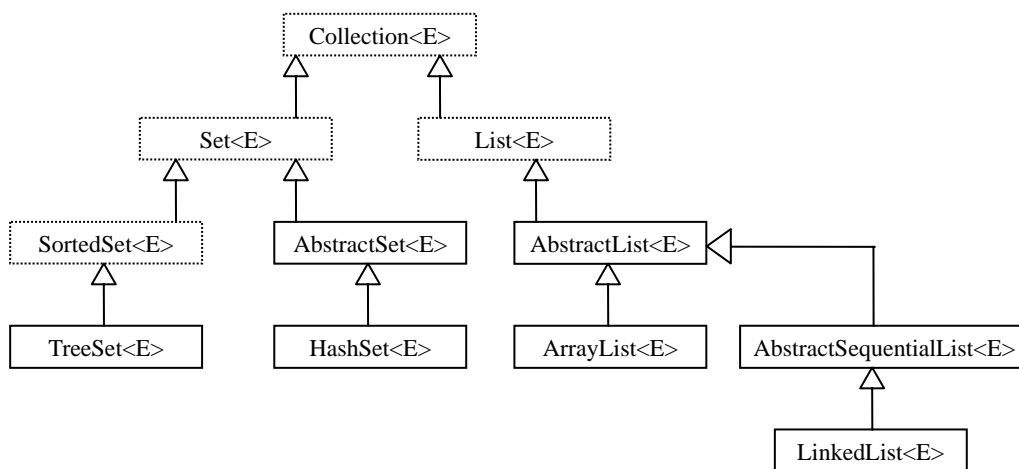 Collection<E>
Set<E>
List<E>
SortedSet<E>
AbstractSet<E>
AbstractList<E>
TreeSet<E>
HashSet<E>
ArrayList<E>
AbstractSequentialList<E>
LinkedList<E>